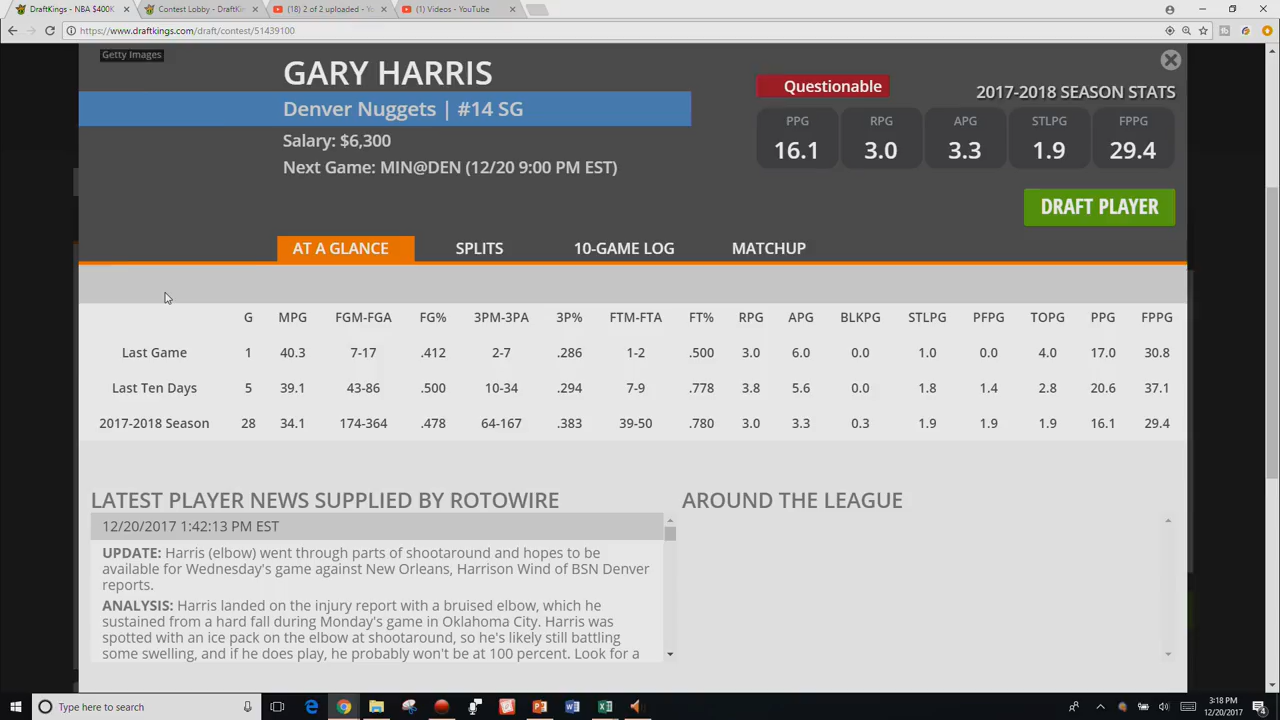 DraftKings - NBA $400K
Contest Lobby - DraftKi
(18) 2 of 2 uploaded - Yo
(1) Videos - YouTube
https://www.draftkings.com/draft/contest/51439100
Getty Images
GARY HARRIS
Denver Nuggets | #14 SG
Salary: $6,300
Next Game: MIN@DEN (12/20 9:00 PM EST)
Questionable
2017-2018 SEASON STATS
PPG RPG APG STLPG FPPG
16.1 3.0 3.3 1.9 29.4
DRAFT PLAYER
AT A GLANCE SPLITS 10-GAME LOG MATCHUP
G MPG FGM-FGA FG% 3PM-3PA 3P% FTM-FTA FT% RPG APG BLKPG STLPG PFPG TOPG PPG FPPG
Last Game 1 40.3 7-17 .412 2-7 .286 1-2 .500 3.0 6.0 0.0 1.0 0.0 4.0 17.0 30.8
Last Ten Days 5 39.1 43-86 .500 10-34 .294 7-9 .778 3.8 5.6 0.0 1.8 1.4 2.8 20.6 37.1
2017-2018 Season 28 34.1 174-364 .478 64-167 .383 39-50 .780 3.0 3.3 0.3 1.9 1.9 1.9 16.1 29.4
LATEST PLAYER NEWS SUPPLIED BY ROTOWIRE
12/20/2017 1:42:13 PM EST
UPDATE: Harris (elbow) went through parts of shootaround and hopes to be
available for Wednesday's game against New Orleans, Harrison Wind of BSN Denver
reports.
ANALYSIS: Harris landed on the injury report with a bruised elbow, which he
sustained from a hard fall during Monday's game in Oklahoma City. Harris was
spotted with an ice pack on the elbow at shootaround, so he's likely still battling
some swelling, and if he does play, he probably won't be at 100 percent. Look for a
AROUND THE LEAGUE
Type here to search
3:18 PM
12/20/2017